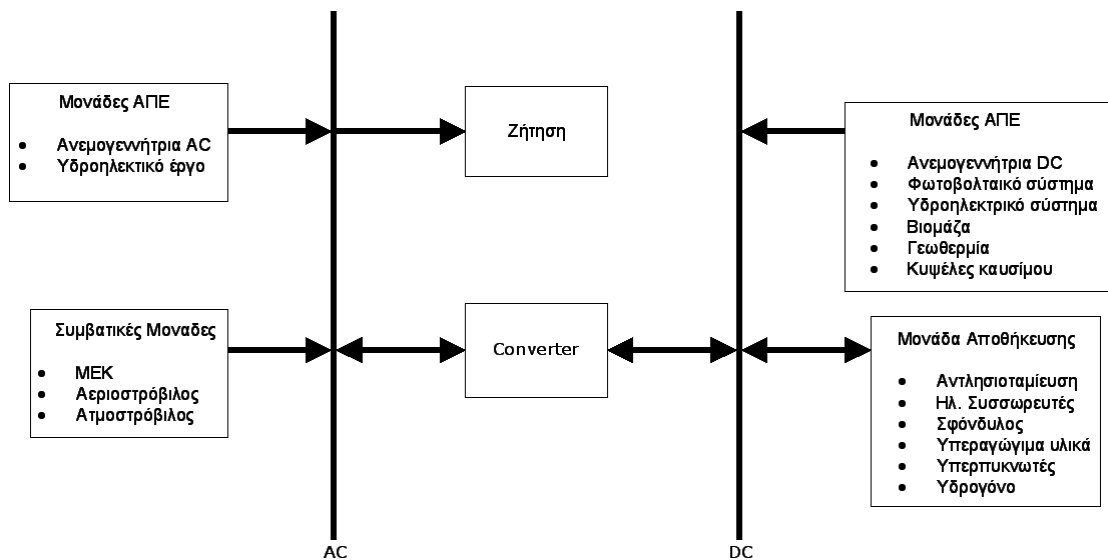 Μονάδες ΑΠΕ
• Ανεμογεννήτρια AC
• Υδροηλεκτικό έργο
Ζήτηση
Μονάδες ΑΠΕ
• Ανεμογεννήτρια DC
• Φωτοβολταικό σύστημα
• Υδροηλεκτρικό σύστημα
• Βιομάζα
• Γεωθερμία
• Κυψέλες καυσίμου
Συμβατικές Μοναδες
• ΜΕΚ
• Αεριοστρόβιλος
• Ατμοστρόβιλος
Converter
Μονάδα Αποθήκευσης
• Αντλησιοταμίευση
• Ηλ. Συσσωρευτές
• Σφόνδυλος
• Υπεραγώγιμα υλικά
• Υπερπυκνωτές
• Υδρογόνο
AC
DC